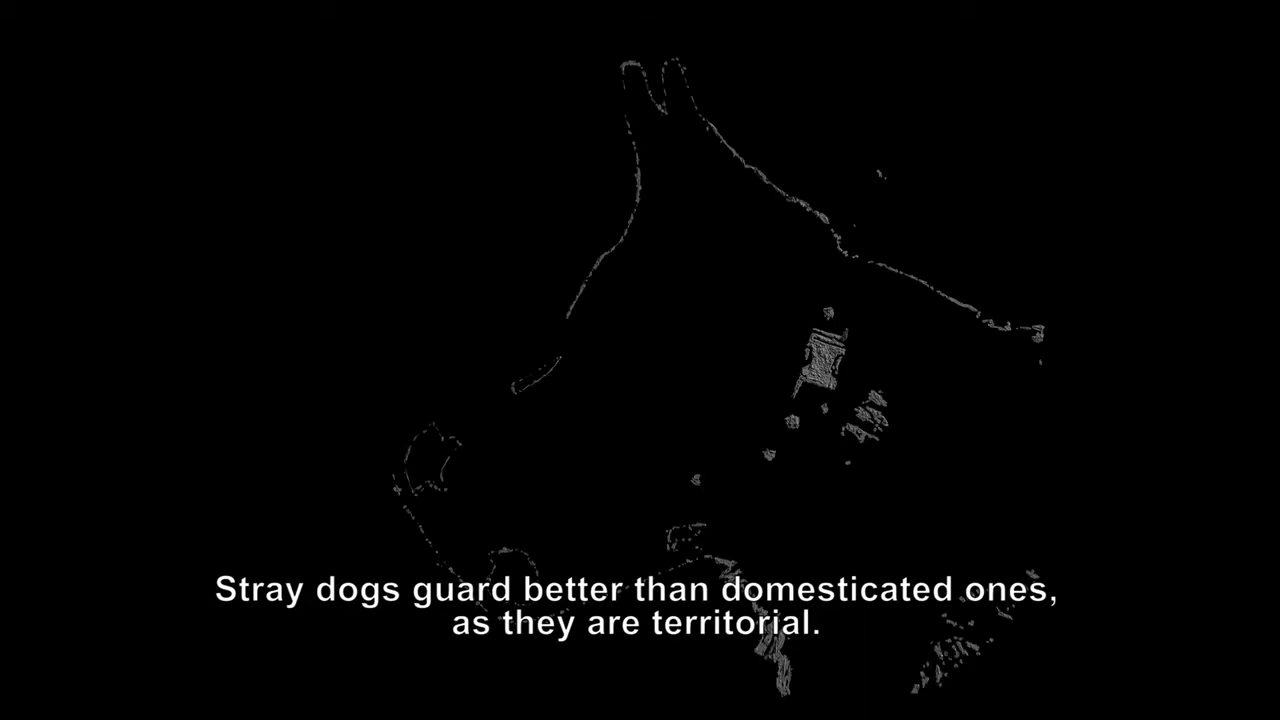 Stray dogs guard better than domesticated ones,
as they are territorial.